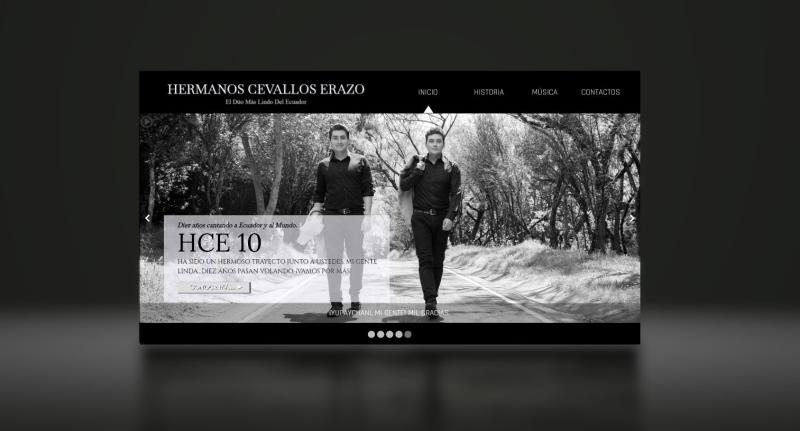 HERMANOS CEVALLOS ERAZO
El Dúo Más Lindo Del Ecuador
INICIO
HISTORIA
MÚSICA
CONTACTOS
Diez años cantando a Ecuador y al Mundo.
HCE 10
HA SIDO UN HERMOSO TRAYECTO JUNTO A USTEDES, MI GENTE
LINDA...DIEZ AÑOS PASAN VOLANDO, ¡VAMOS POR MÁS!
¡YUPAYCHANI, MI GENTE! MIL GRACIAS